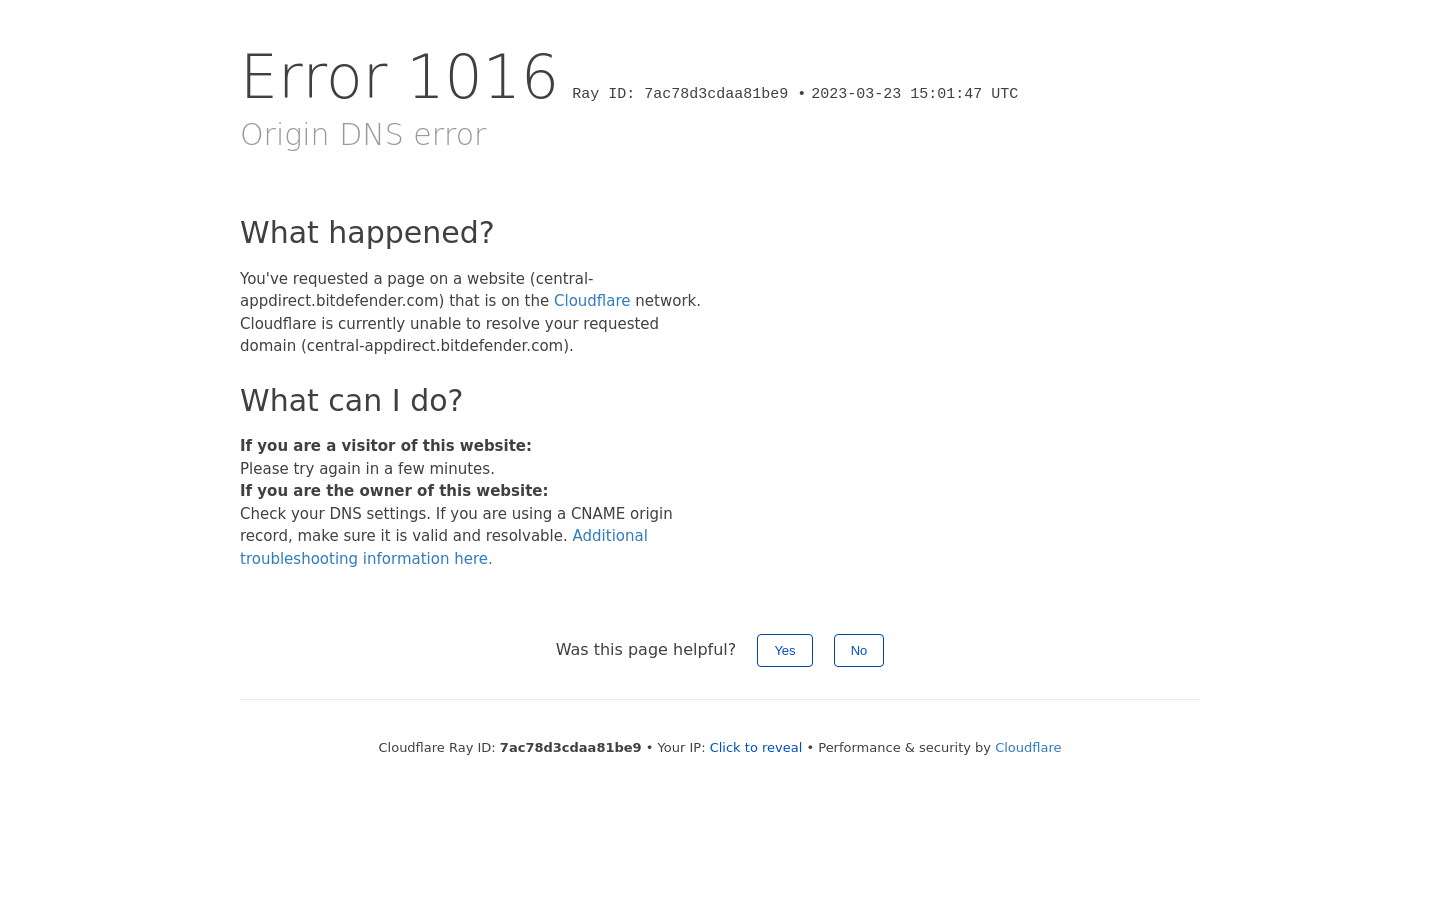 Error 1016 Ray ID: 7ac78d3cdaa81be9 • 2023-03-23 15:01:47 UTC
Origin DNS error
What happened?
You've requested a page on a website (central-
appdirect.bitdefender.com) that is on the Cloudflare network.
Cloudflare is currently unable to resolve your requested
domain (central-appdirect.bitdefender.com).
What can I do?
If you are a visitor of this website:
Please try again in a few minutes.
If you are the owner of this website:
Check your DNS settings. If you are using a CNAME origin
record, make sure it is valid and resolvable. Additional
troubleshooting information here.
Was this page helpful? Yes No
Cloudflare Ray ID: 7ac78d3cdaa81be9 • Your IP: Click to reveal • Performance & security by Cloudflare